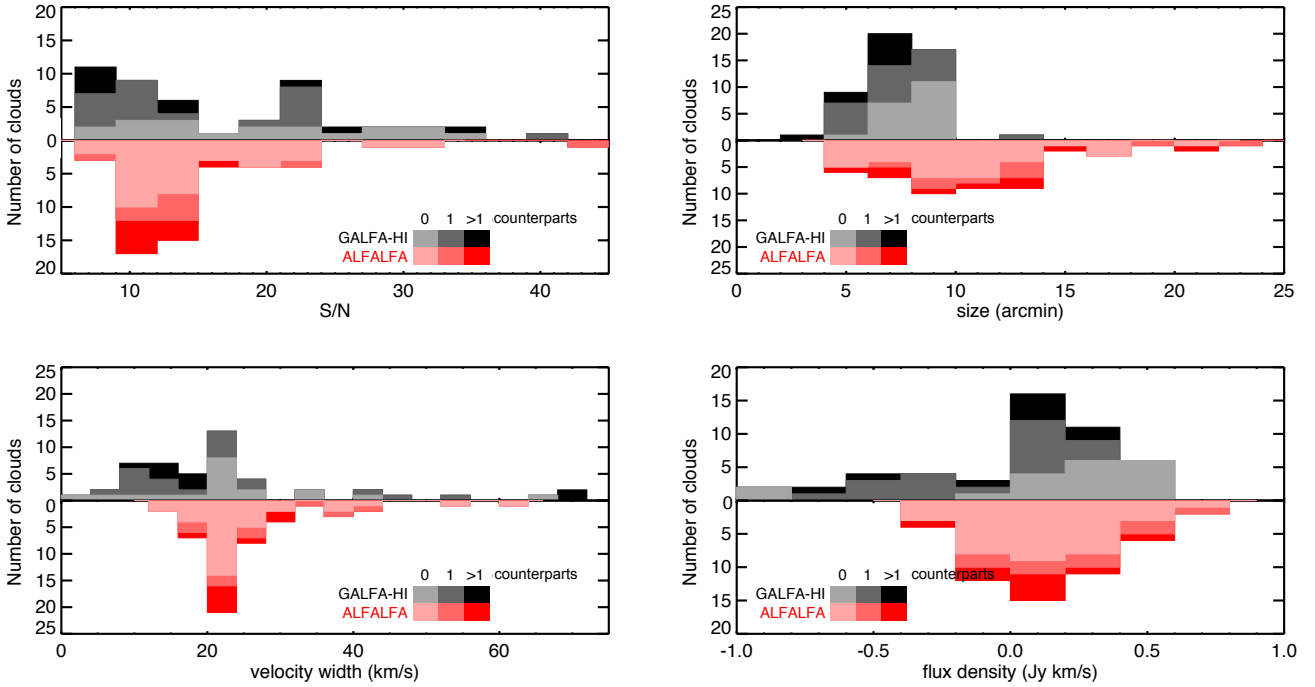 20
15
10
5
0
5
10
15
20
Number of clouds
10 20 30 40
S/N
0 1 >1 counterparts
GALFA-HI
ALFALFA
25
20
15
10
5
0
5
10
15
20
25
Number of clouds
0 5 10 15 20 25
size (arcmin)
0 1 >1 counterparts
GALFA-HI
ALFALFA
25
20
15
10
5
0
5
10
15
20
25
Number of clouds
0 20 40 60
velocity width (km/s)
0 1 >1 counterparts
GALFA-HI
ALFALFA
20
15
10
5
0
5
10
15
20
Number of clouds
-1.0 -0.5 0.0 0.5 1.0
flux density (Jy km/s)
0 1 >1 counterparts
GALFA-HI
ALFALFA